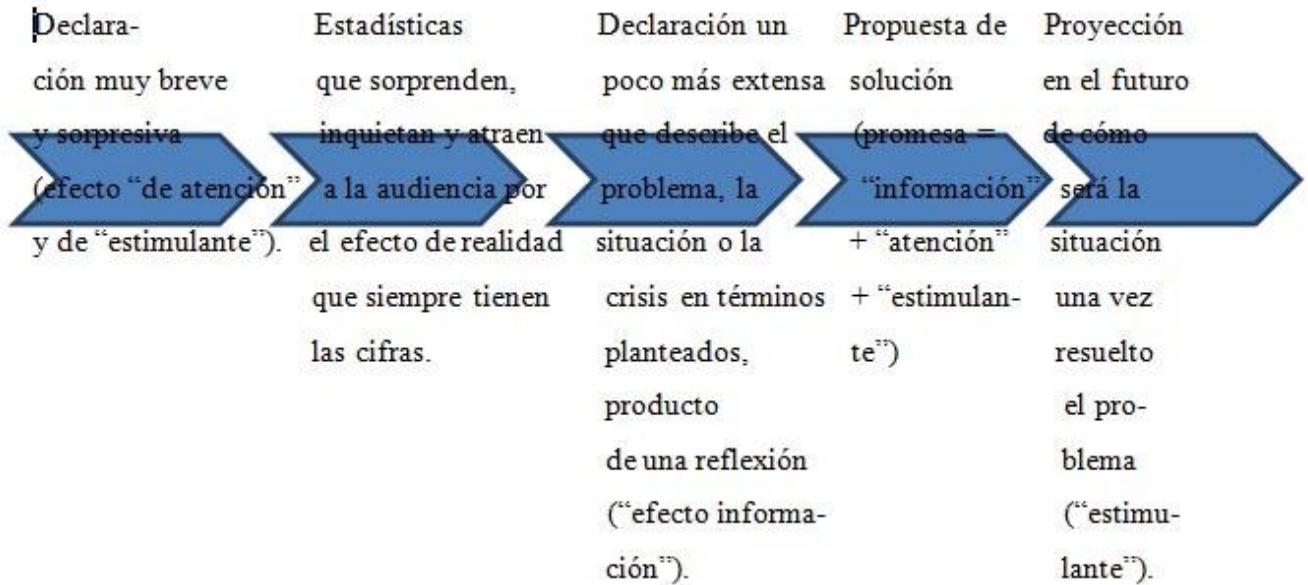 Declara-
ción muy breve
y sorpresiva
(efecto “de atención”
y de “estimulante”).
Estadísticas
que sorprenden,
inquietan y atraen
a la audiencia por
el efecto de realidad
que siempre tienen
las cifras.
Declaración un
poco más extensa
que describe el
problema, la
situación o la
crisis en términos
planteados,
producto
de una reflexión
(“efecto informa-
ción”).
Propuesta de
solución
(promesa =
“información”
+ “atención”
+ “estimulan-
te”)
Proyección
en el futuro
de cómo
será la
situación
una vez
resuelto
el pro-
blema
(“estimu-
lante”).